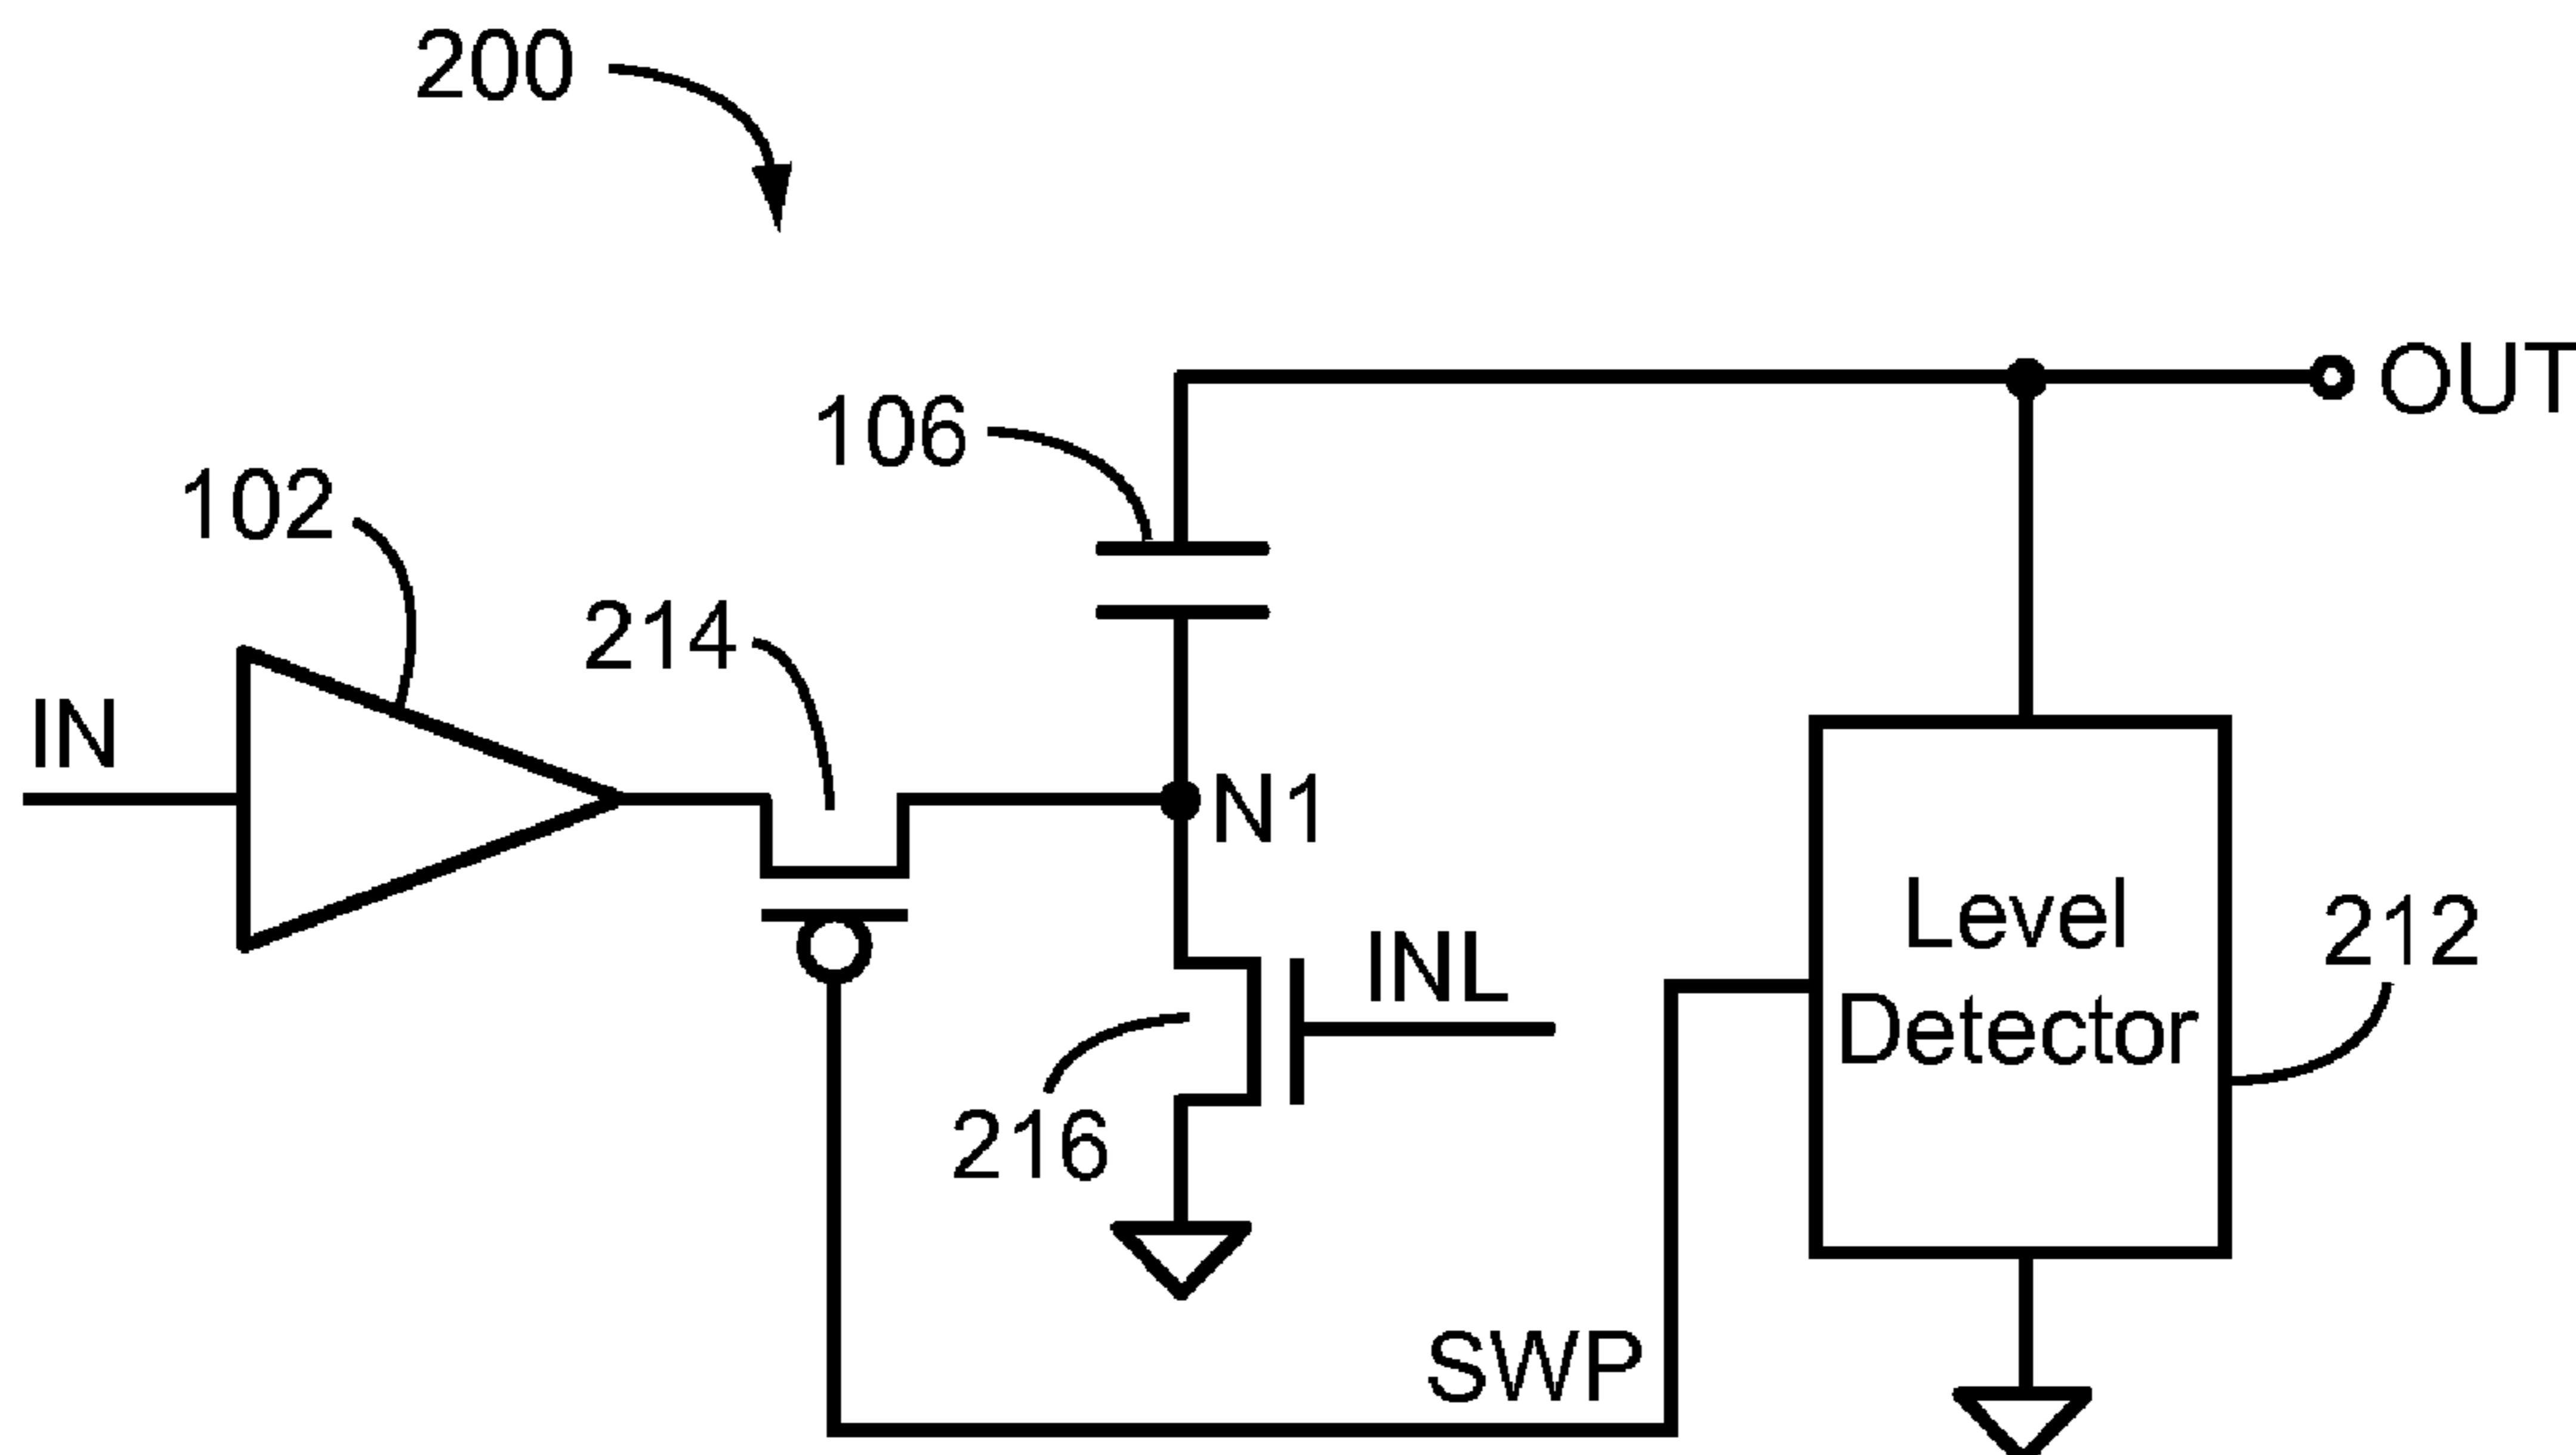 200
OUT
106
102
214
IN
N1
Level
Detector
INL
212
216
SWP